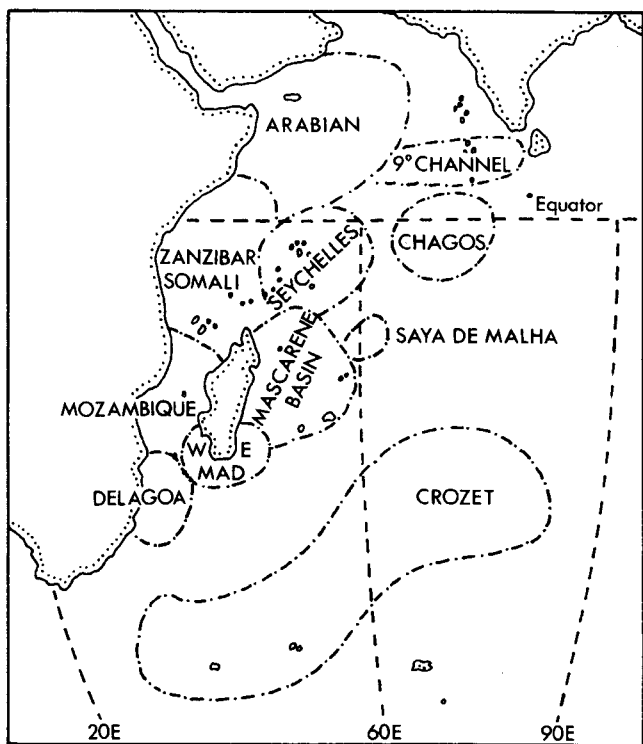 ARABIAN
9° CHANNEL
Equator
ZANZIBAR
SOMALI
SEYCHELLES
CHAGOS
MASCARENE
BASIN
SAYA DE MALHA
MOZAMBIQUE
W E
MAD
DELAGOA
CROZET
20E 60E 90E